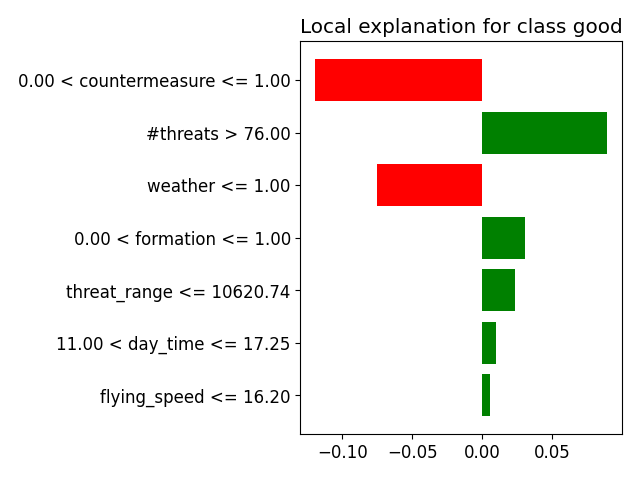 Local explanation for class good
0.00 < countermeasure <= 1.00
#threats > 76.00
weather <= 1.00
0.00 < formation <= 1.00
threat_range <= 10620.74
11.00 < day_time <= 17.25
flying_speed <= 16.20
−0.10 −0.05 0.00 0.05